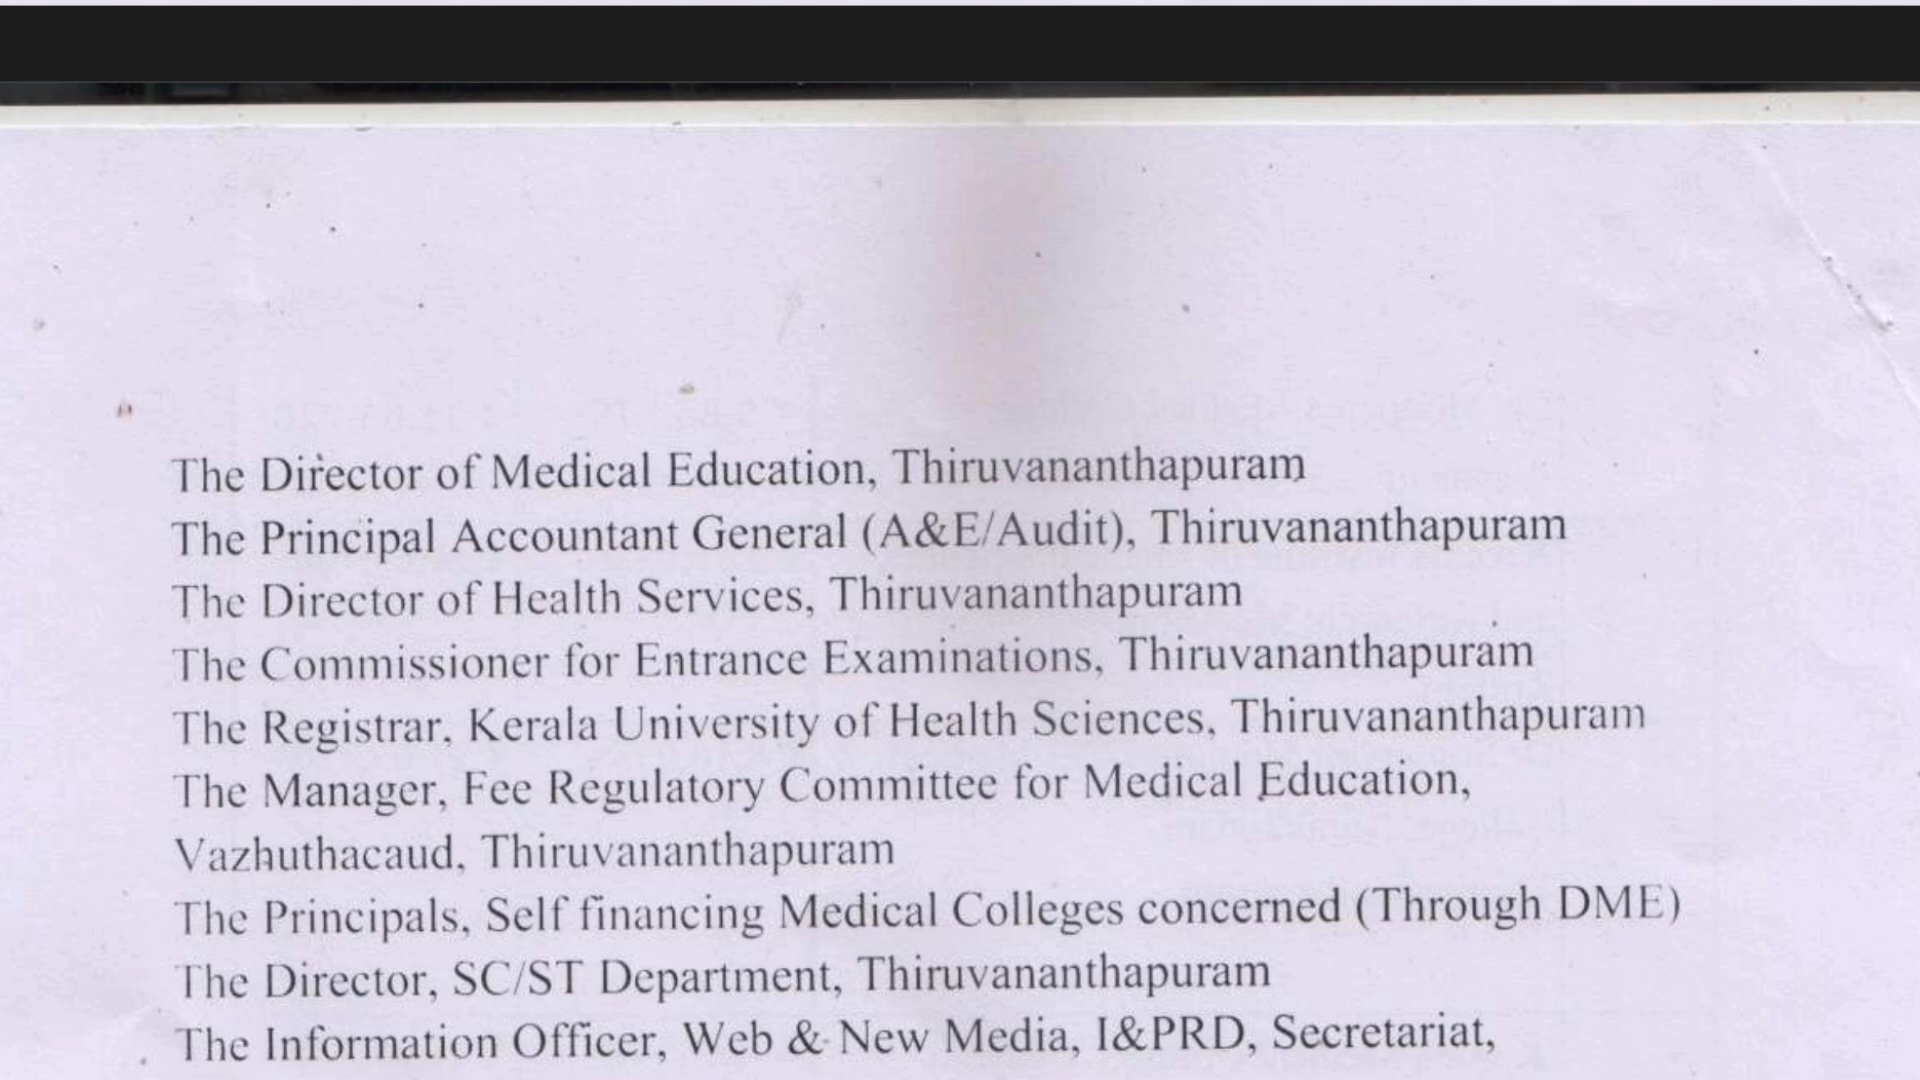 The Director of Medical Education, Thiruvananthapuram
The Principal Accountant General (A&E/Audit), Thiruvananthapuram
The Director of Health Services, Thiruvananthapuram
The Commissioner for Entrance Examinations, Thiruvananthapuram
The Registrar, Kerala University of Health Sciences, Thiruvananthapuram
The Manager, Fee Regulatory Committee for Medical Education,
Vazhuthacaud, Thiruvananthapuram
The Principals, Self financing Medical Colleges concerned (Through DME)
The Director, SC/ST Department, Thiruvananthapuram
The Information Officer, Web & New Media, I&PRD, Secretariat,